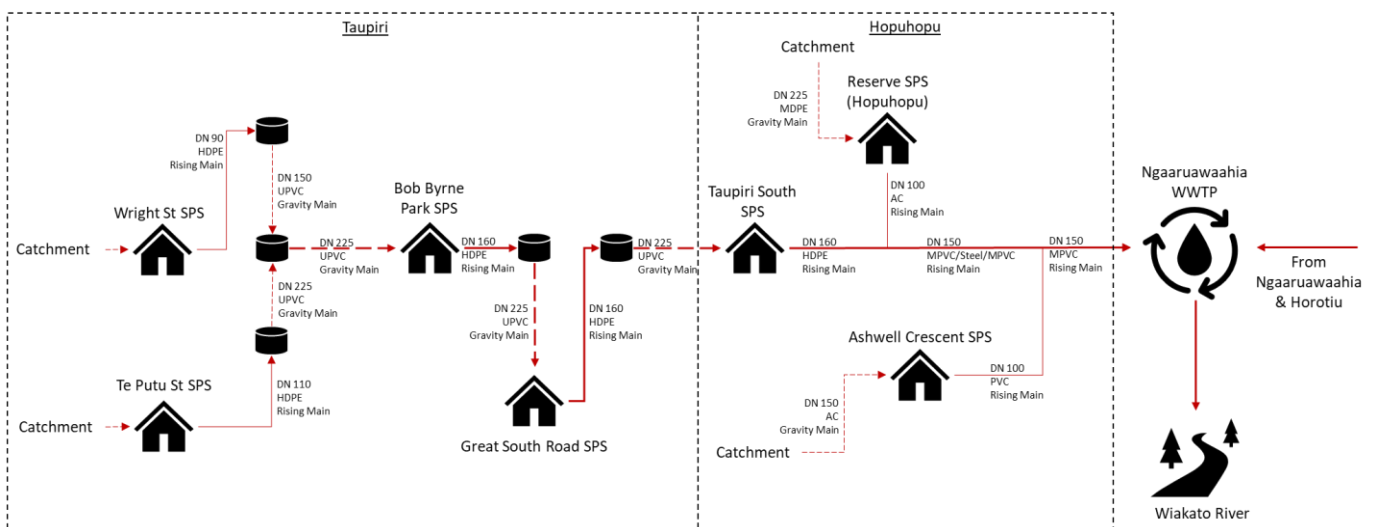 Taupiri
Hopuhopu
Catchment
Reserve SPS
(Hopuhopu)
DN 225
MDPE
Gravity Main
DN 90
HDPE
Rising Main
DN 150
UPVC
Gravity Main
Wright St SPS
Catchment
DN 225
UPVC
Gravity Main
Bob Byrne
Park SPS
DN 160
HDPE
Rising Main
DN 225
UPVC
Gravity Main
Taupiri South
SPS
DN 100
AC
Rising Main
DN 160
HDPE
Rising Main
DN 150
MPVC/Steel/MPVC
Rising Main
DN 150
MPVC
Rising Main
Ngaaruawaahia
WWTP
From
Ngaaruawaahia
& Horotiu
DN 225
UPVC
Gravity Main
DN 225
UPVC
Gravity Main
DN 160
HDPE
Rising Main
Te Putu St SPS
Catchment
DN 110
HDPE
Rising Main
Great South Road SPS
Ashwell Crescent SPS
DN 100
PVC
Rising Main
DN 150
AC
Gravity Main
Catchment
Wiakato River